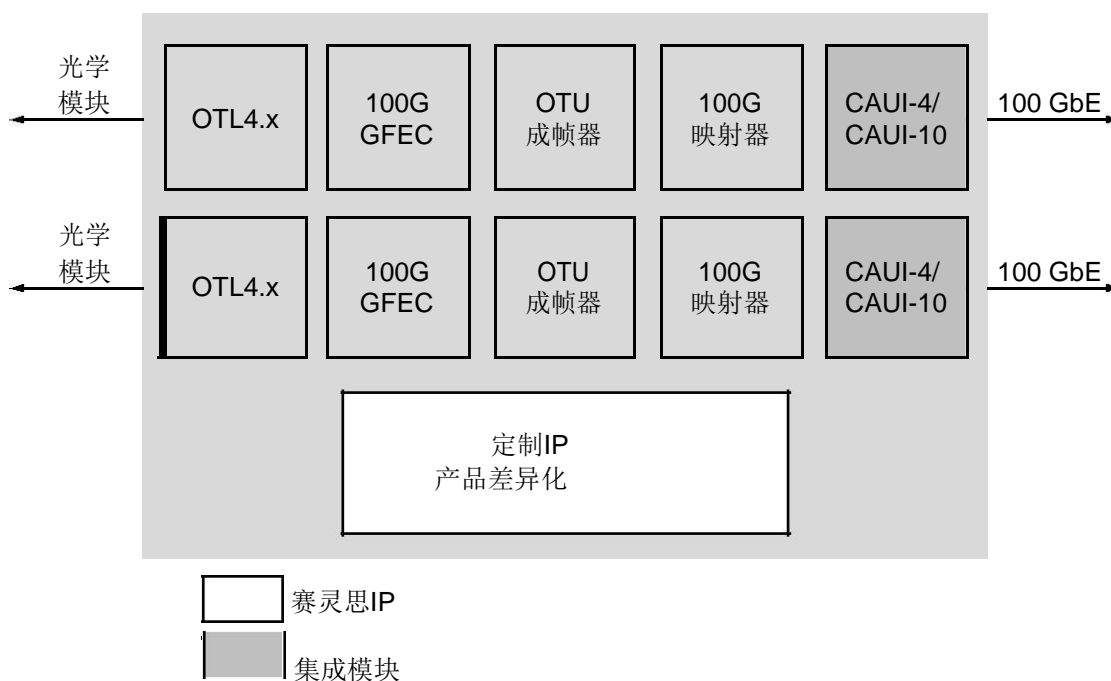 光学
模块
OTL4.x
100G
GFEC
OTU
成帧器
100G
映射器
CAUI-4/
CAUI-10
100 GbE
光学
模块
OTL4.x
100G
GFEC
OTU
成帧器
100G
映射器
CAUI-4/
CAUI-10
100 GbE
定制IP
产品差异化
赛灵思IP
集成模块